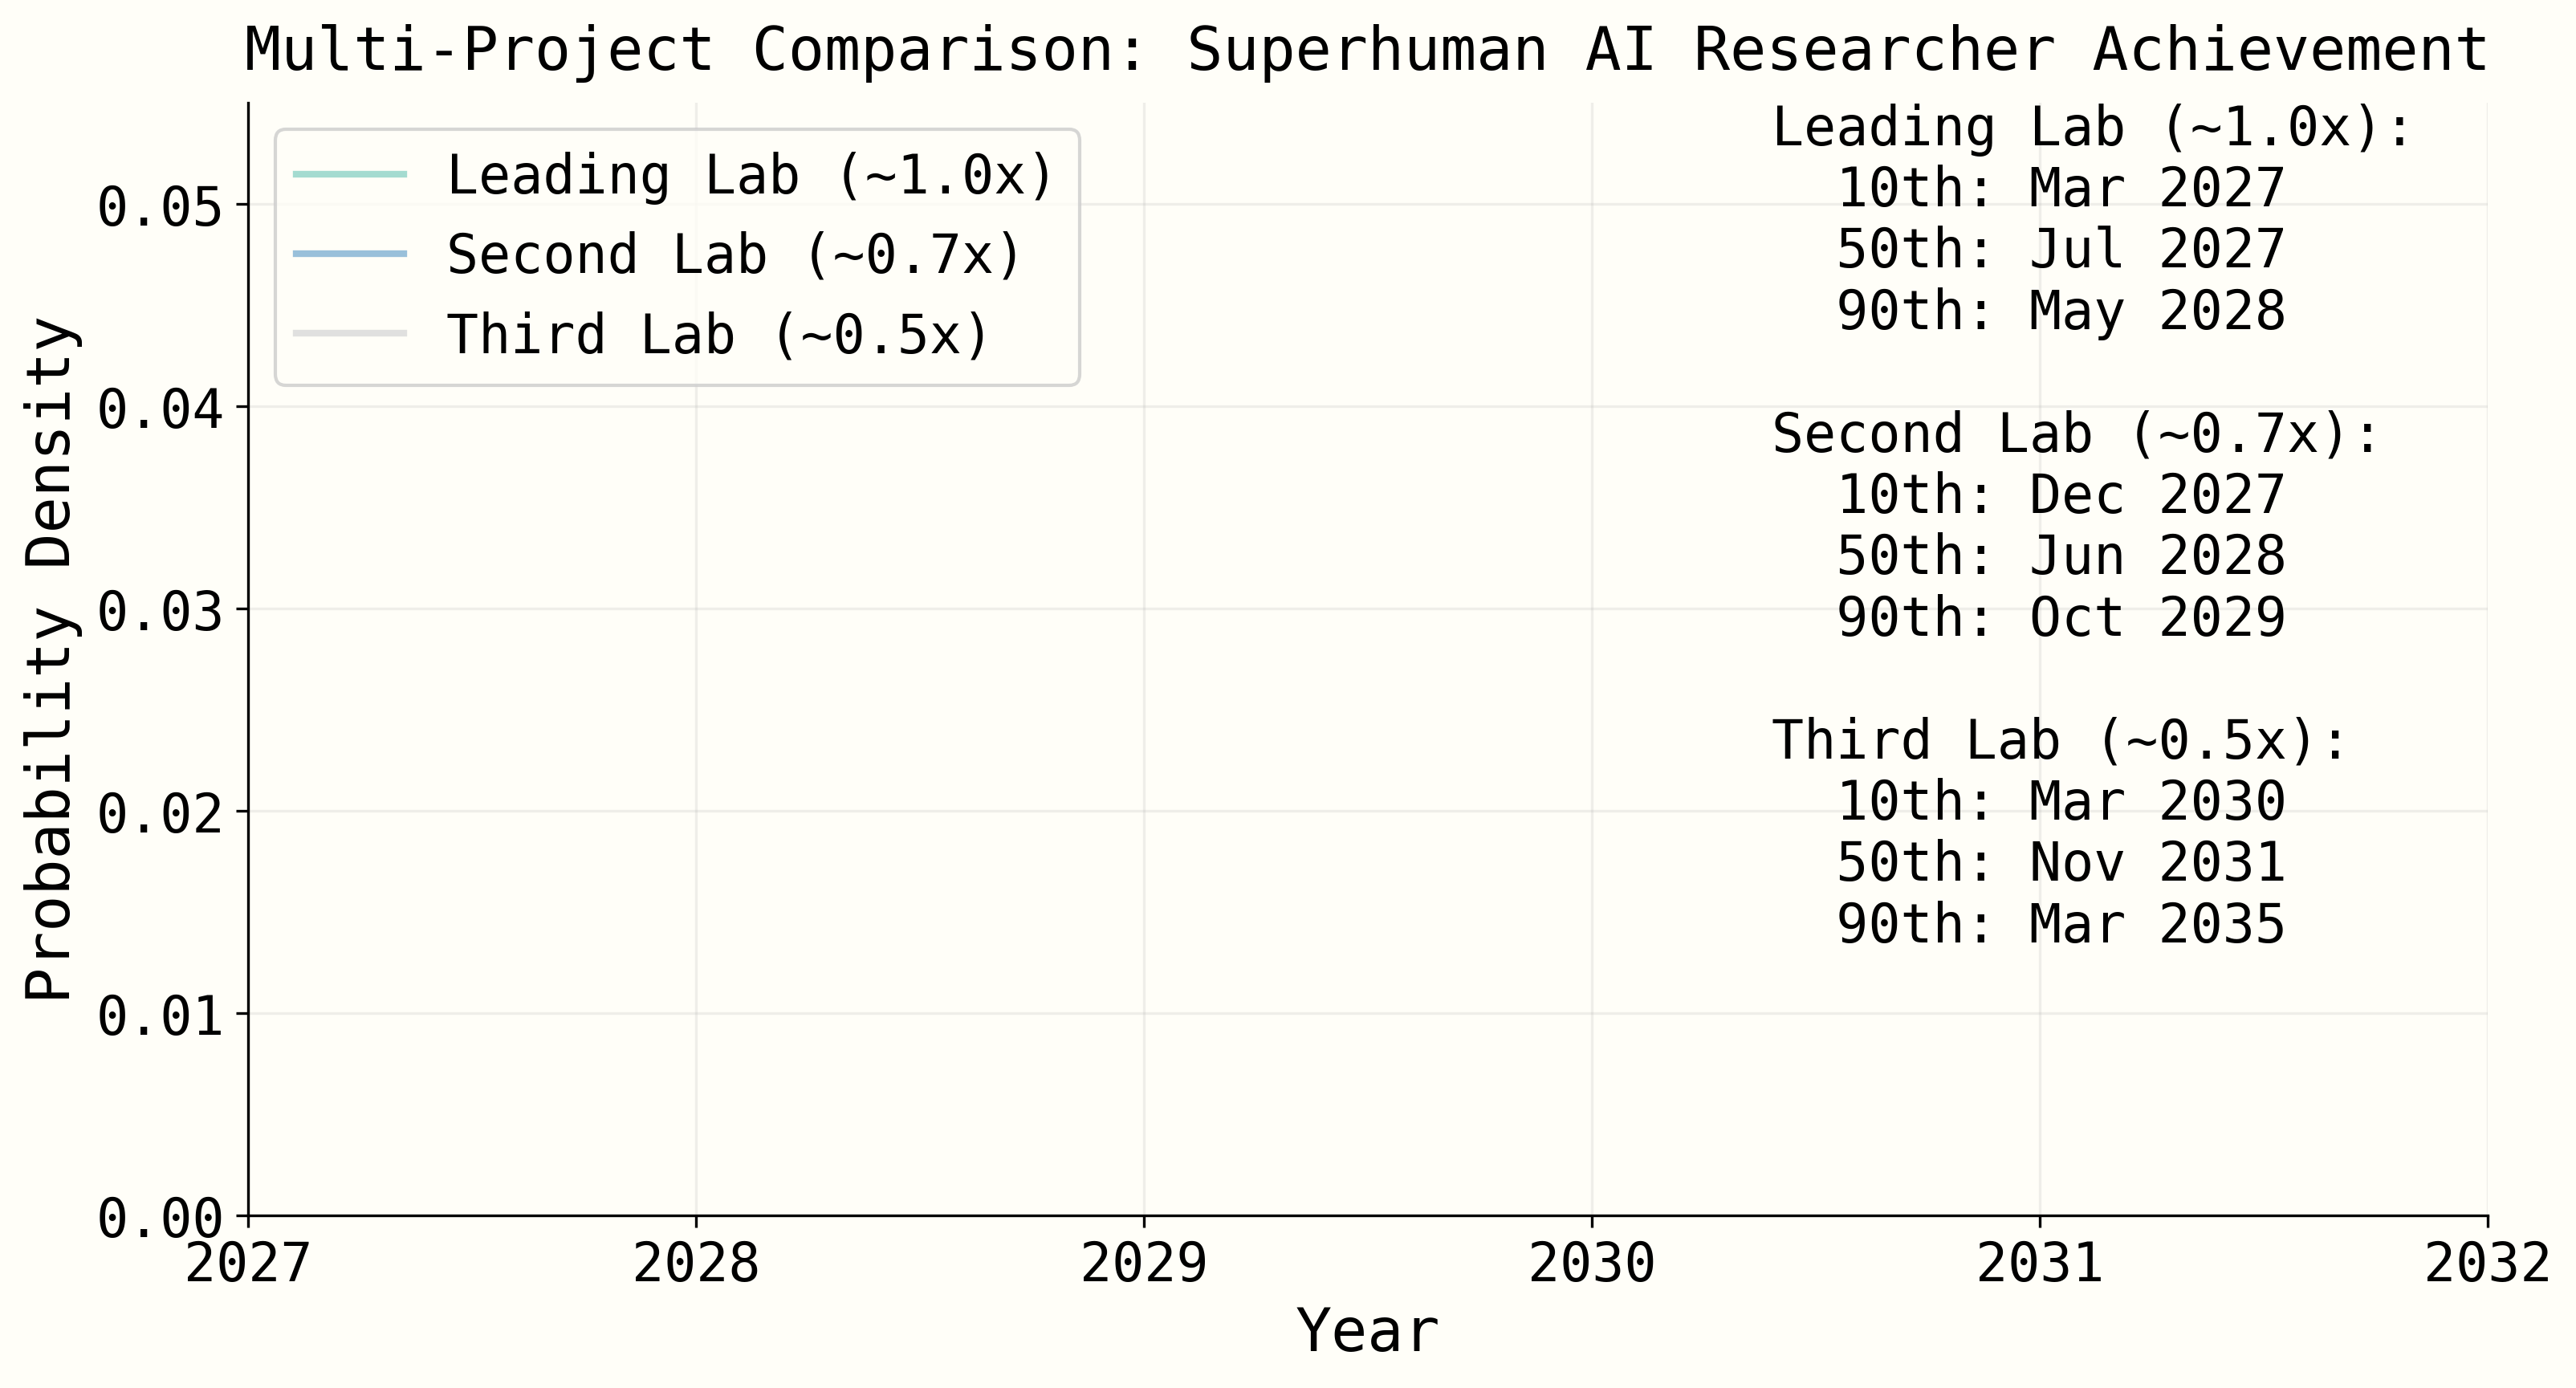 Multi-Project Comparison: Superhuman AI Researcher Achievement
Leading Lab (~1.0x)
Second Lab (~0.7x)
Third Lab (~0.5x)
Leading Lab (~1.0x):
10th: Mar 2027
50th: Jul 2027
90th: May 2028
Second Lab (~0.7x):
10th: Dec 2027
50th: Jun 2028
90th: Oct 2029
Third Lab (~0.5x):
10th: Mar 2030
50th: Nov 2031
90th: Mar 2035
Probability Density
0.05
0.04
0.03
0.02
0.01
0.00
2027 2028 2029 2030 2031 2032
Year